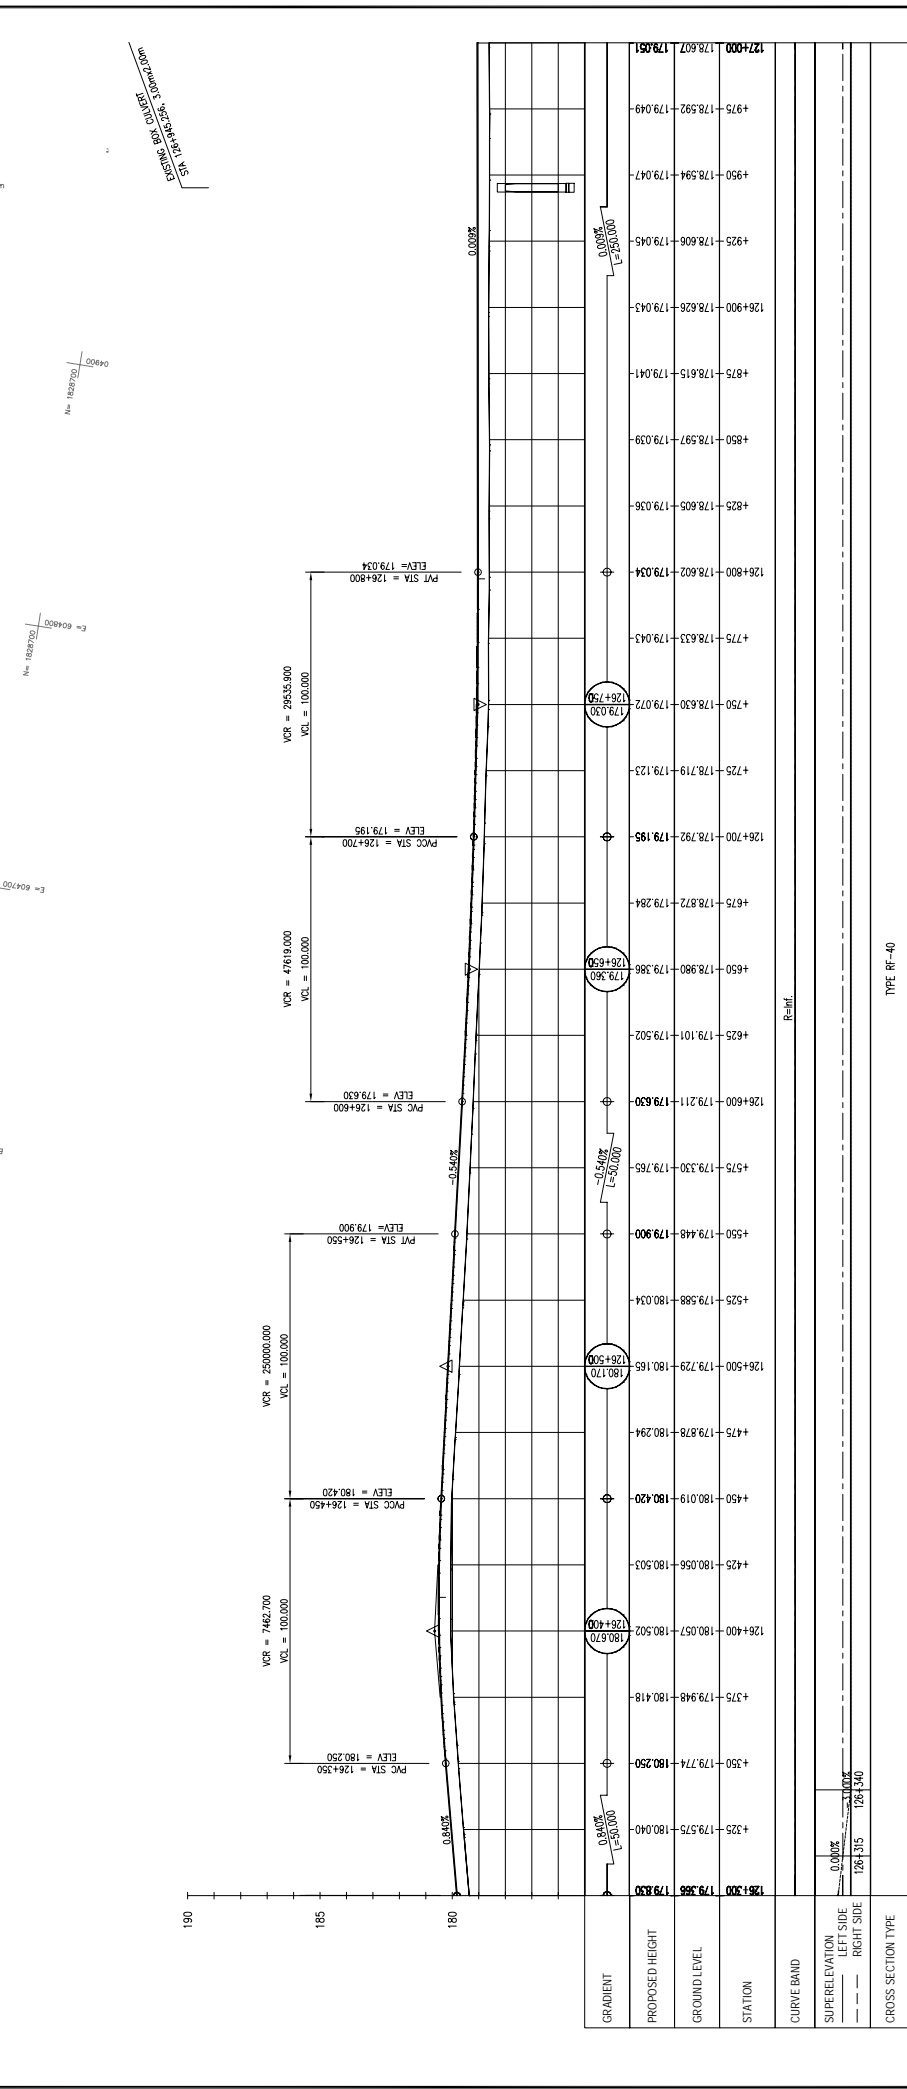 EXISTING BOX CULVERT
STA 126+945.256, 3.00mx2.00m
N= 1828700
04900
N= 1828700
E= 604800
E= 604700
190
185
180
0.840%
PVC STA = 126+350
ELEV = 180.250
VCR = 7462.700
VCL = 100.000
PVCC STA = 126+450
ELEV = 180.420
VCR = 250000.000
VCL = 100.000
PVT STA = 126+550
ELEV= 179.900
-0.540%
PVC STA = 126+600
ELEV = 179.630
VCR = 47619.000
VCL = 100.000
PVCC STA = 126+700
ELEV = 179.195
VCR = 29535.900
VCL = 100.000
PVT STA = 126+800
ELEV= 179.034
0.009%
GRADIENT
0.840%
L=50.000
126+400
180.670
126+500
180.170
-0.540%
L=50.000
126+650
179.360
126+750
179.030
0.009%
L=250.000
PROPOSED HEIGHT
179.830
180.040
180.250
180.418
180.502
180.503
180.420
180.294
180.165
180.034
179.900
179.765
179.630
179.502
179.386
179.284
179.195
179.123
179.072
179.043
179.034
179.036
179.039
179.041
179.043
179.045
179.047
179.049
179.051
GROUND LEVEL
179.366
179.575
179.774
179.948
180.057
180.056
180.019
179.878
179.729
179.588
179.448
179.330
179.211
179.101
178.980
178.872
178.792
178.719
178.630
178.633
178.602
178.605
178.597
178.615
178.626
178.606
178.594
178.592
178.607
STATION
126+300
+325
+350
+375
126+400
+425
+450
+475
126+500
+525
+550
+575
126+600
+625
+650
+675
126+700
+725
+750
+775
126+800
+825
+850
+875
126+900
+925
+950
+975
127+000
CURVE BAND
R=Inf.
SUPERELEVATION
LEFT SIDE
RIGHT SIDE
0.000%
126+315
126+340
CROSS SECTION TYPE
TYPE RF-40